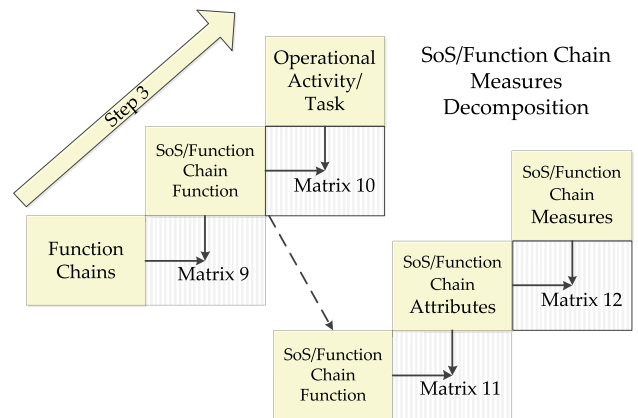 Step 3
Operational
Activity/
Task
SoS/Function Chain
Measures
Decomposition
SoS/Function
Chain
Function
Matrix 10
Function
Chains
Matrix 9
SoS/Function
Chain
Measures
SoS/Function
Chain
Attributes
Matrix 12
SoS/Function
Chain
Function
Matrix 11